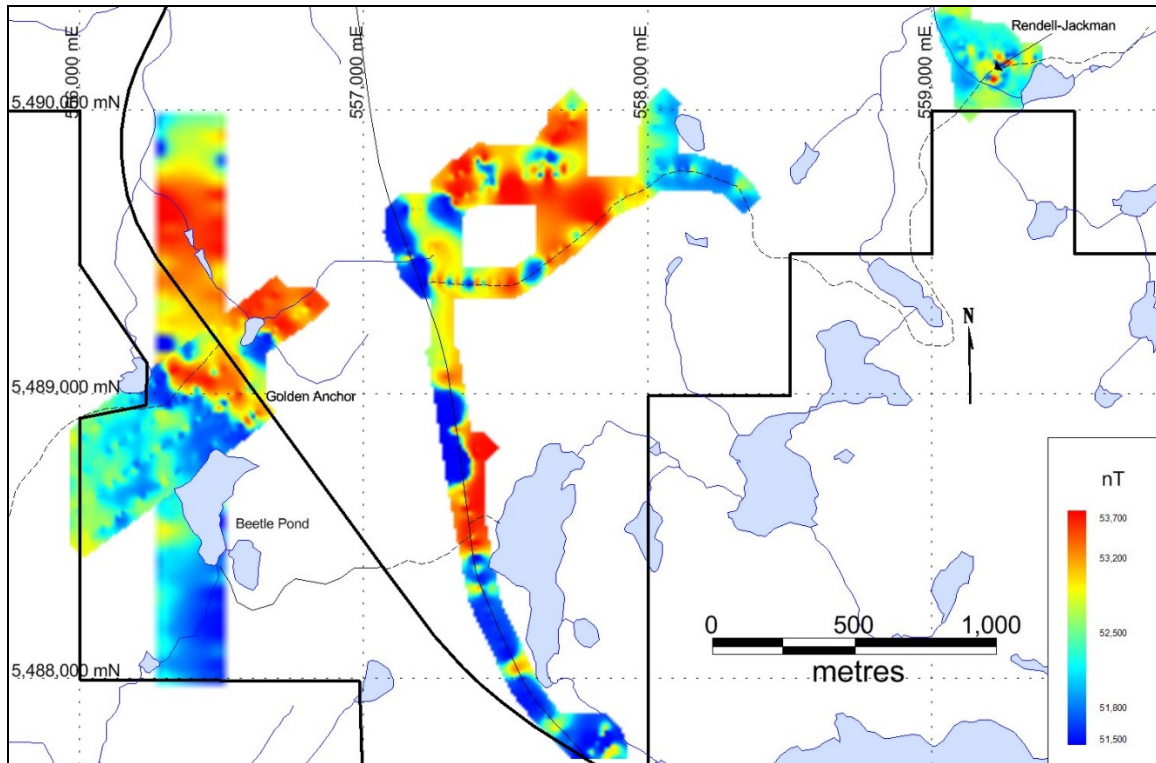 Rendell-Jackman
556,000 mE
557,000 mE
558,000 mE
559,000 mE
5,490,000 mN
N
5,489,000 mN
Golden Anchor
nT
53,700
53,200
52,500
51,800
51,500
Beetle Pond
0 500 1,000
metres
5,488,000 mN